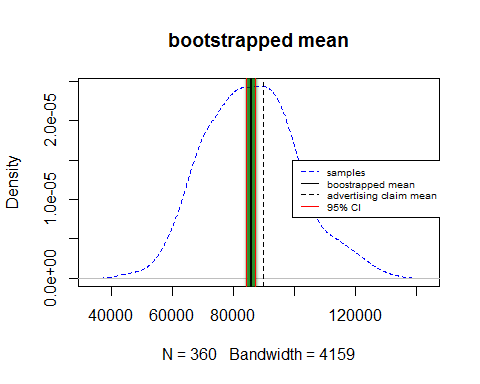 bootstrapped mean
Density
0.0e+00 1.0e-05 2.0e-05
samples
boostrapped mean
advertising claim mean
95% CI
40000 60000 80000 120000
N = 360 Bandwidth = 4159